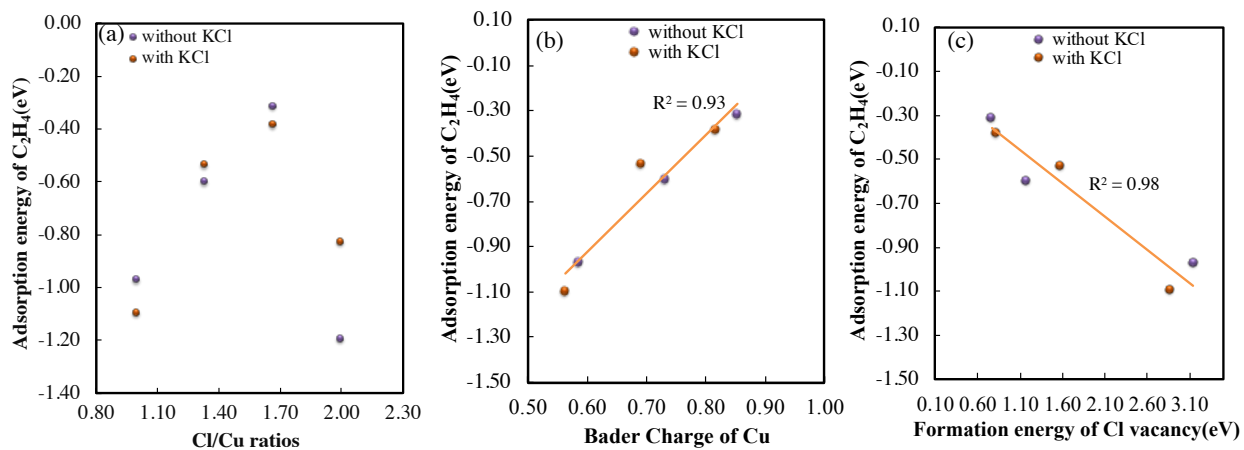 (a)
without KCl
with KCl
Adsorption energy of C₂H₄(eV)
0.00
-0.20
-0.40
-0.60
-0.80
-1.00
-1.20
-1.40
0.80 1.10 1.40 1.70 2.00 2.30
Cl/Cu ratios
(b)
without KCl
with KCl
R² = 0.93
Adsorption energy of C₂H₄(eV)
0.10
-0.10
-0.30
-0.50
-0.70
-0.90
-1.10
-1.30
-1.50
0.50 0.60 0.70 0.80 0.90 1.00
Bader Charge of Cu
(c)
without KCl
with KCl
R² = 0.98
Adsorption energy of C₂H₄(eV)
0.10
-0.10
-0.30
-0.50
-0.70
-0.90
-1.10
-1.30
-1.50
0.10 0.60 1.10 1.60 2.10 2.60 3.10
Formation energy of Cl vacancy(eV)